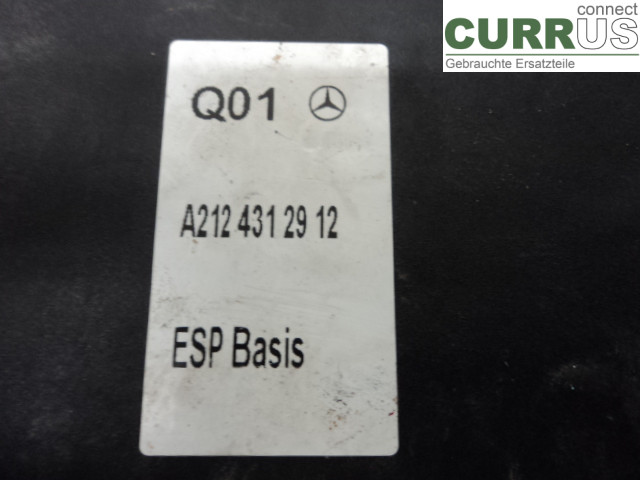 connect
CURRUS
Gebrauchte Ersatzteile
Q01
A212 431 29 12
ESP Basis